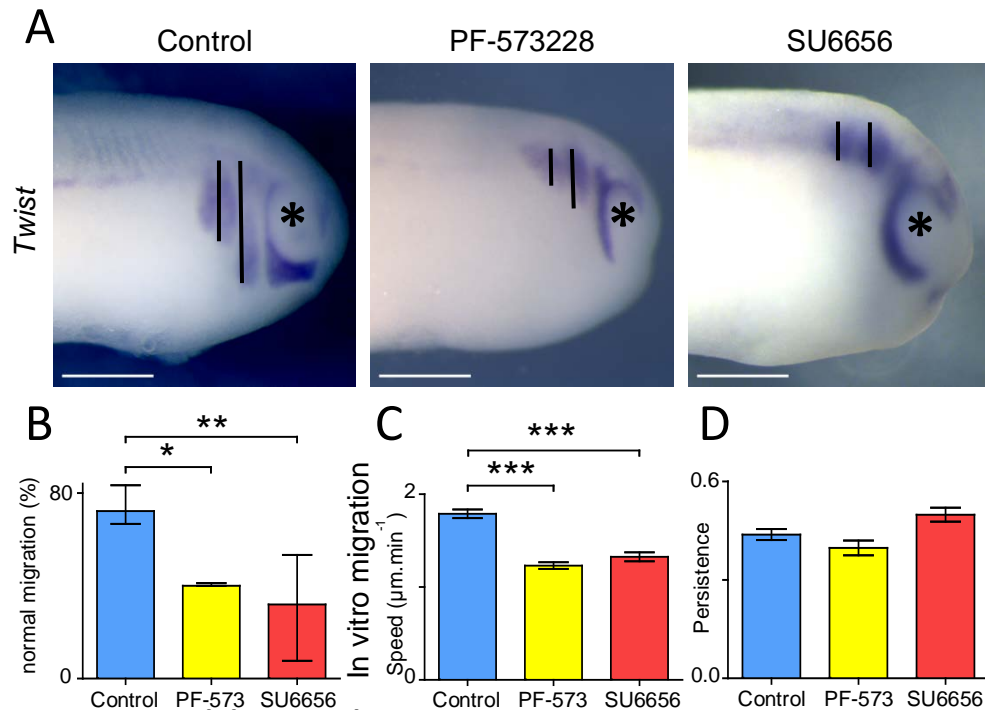 A
Control
PF-573228
SU6656
Twist
*
*
*
B
normal migration (%)
80
0
*
**
Control
PF-573
SU6656
C
In vitro migration
Speed (µm.min⁻¹)
2
0
***
***
Control
PF-573
SU6656
D
Persistence
0.6
0.0
Control
PF-573
SU6656